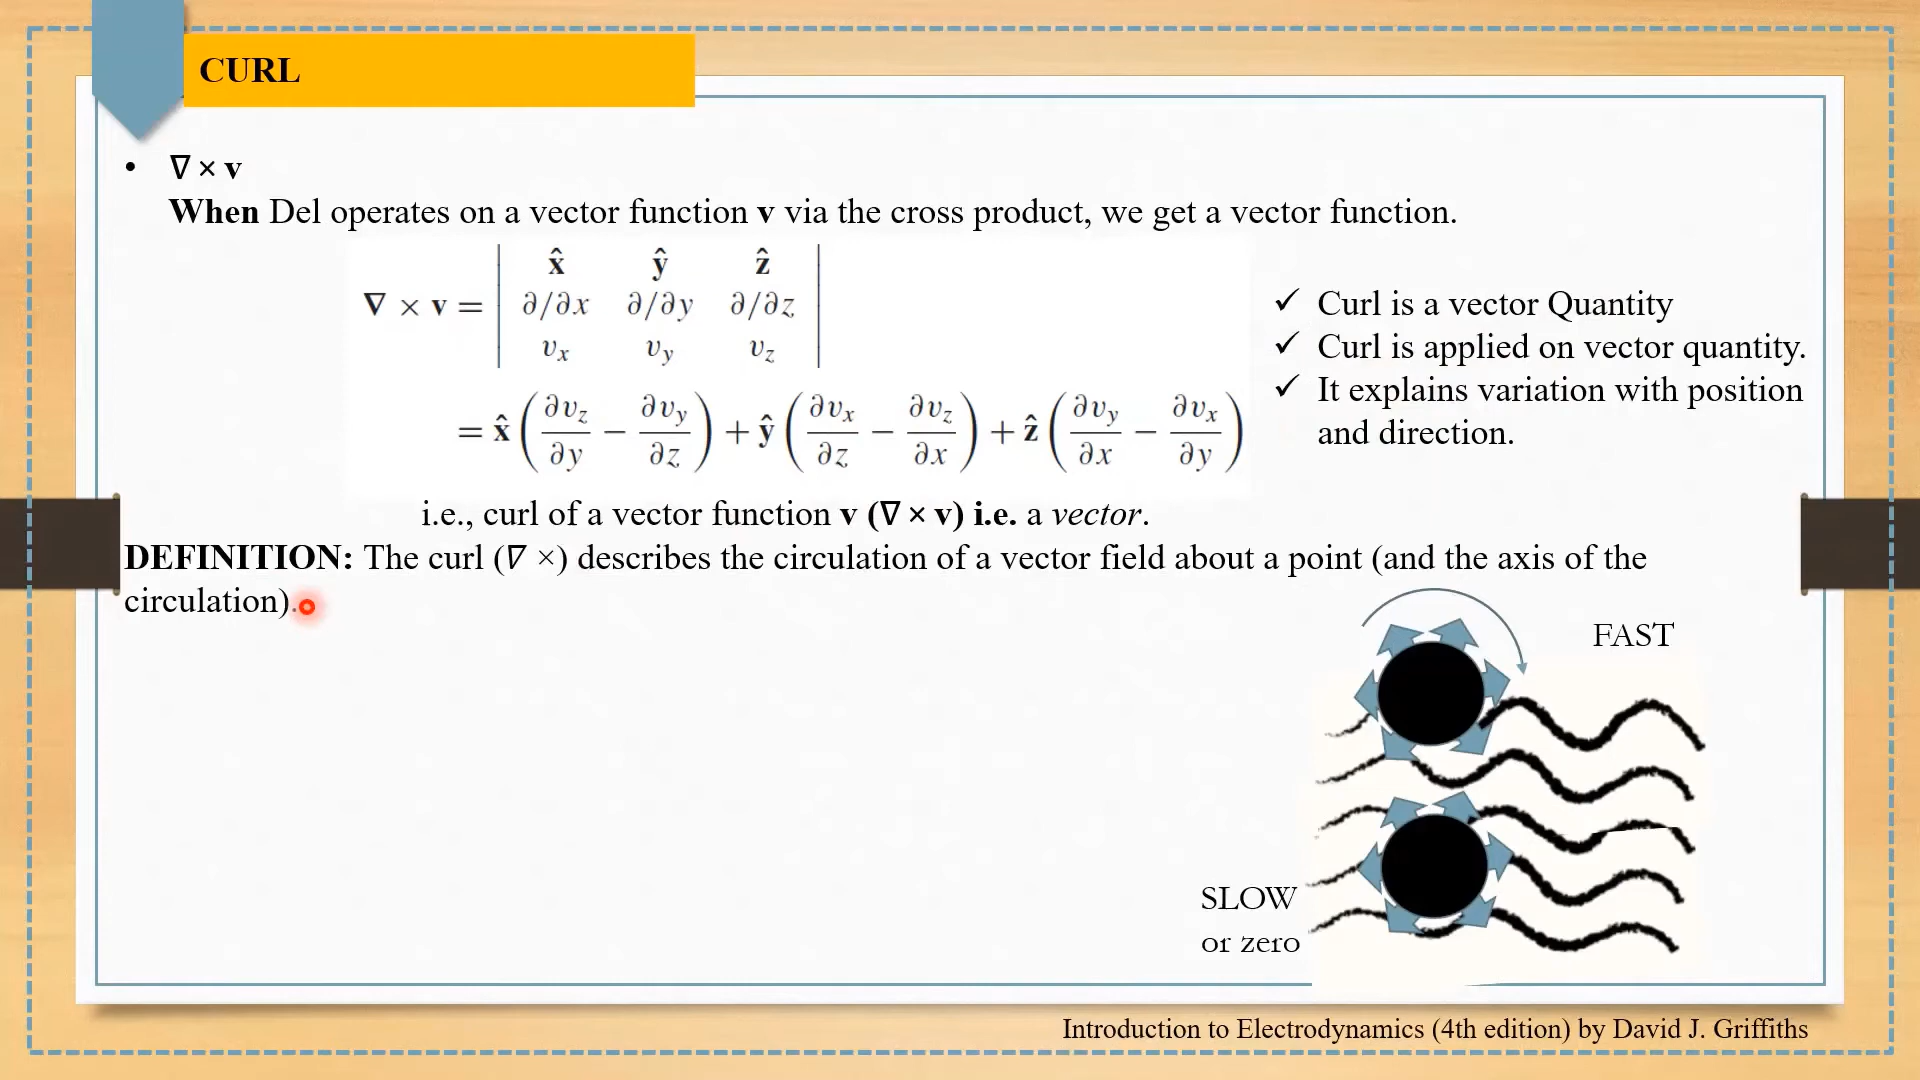 CURL
• ∇ × v
When Del operates on a vector function v via the cross product, we get a vector function.
∇ × v = | x̂ ŷ ẑ |
| ∂/∂x ∂/∂y ∂/∂z |
| vₓ v_y v_z |
= x̂ (∂v_z/∂y − ∂v_y/∂z) + ŷ (∂vₓ/∂z − ∂v_z/∂x) + ẑ (∂v_y/∂x − ∂vₓ/∂y)
✓ Curl is a vector Quantity
✓ Curl is applied on vector quantity.
✓ It explains variation with position
and direction.
i.e., curl of a vector function v (∇ × v) i.e. a vector.
DEFINITION: The curl (∇ ×) describes the circulation of a vector field about a point (and the axis of the
circulation).
FAST
SLOW
or zero
Introduction to Electrodynamics (4th edition) by David J. Griffiths